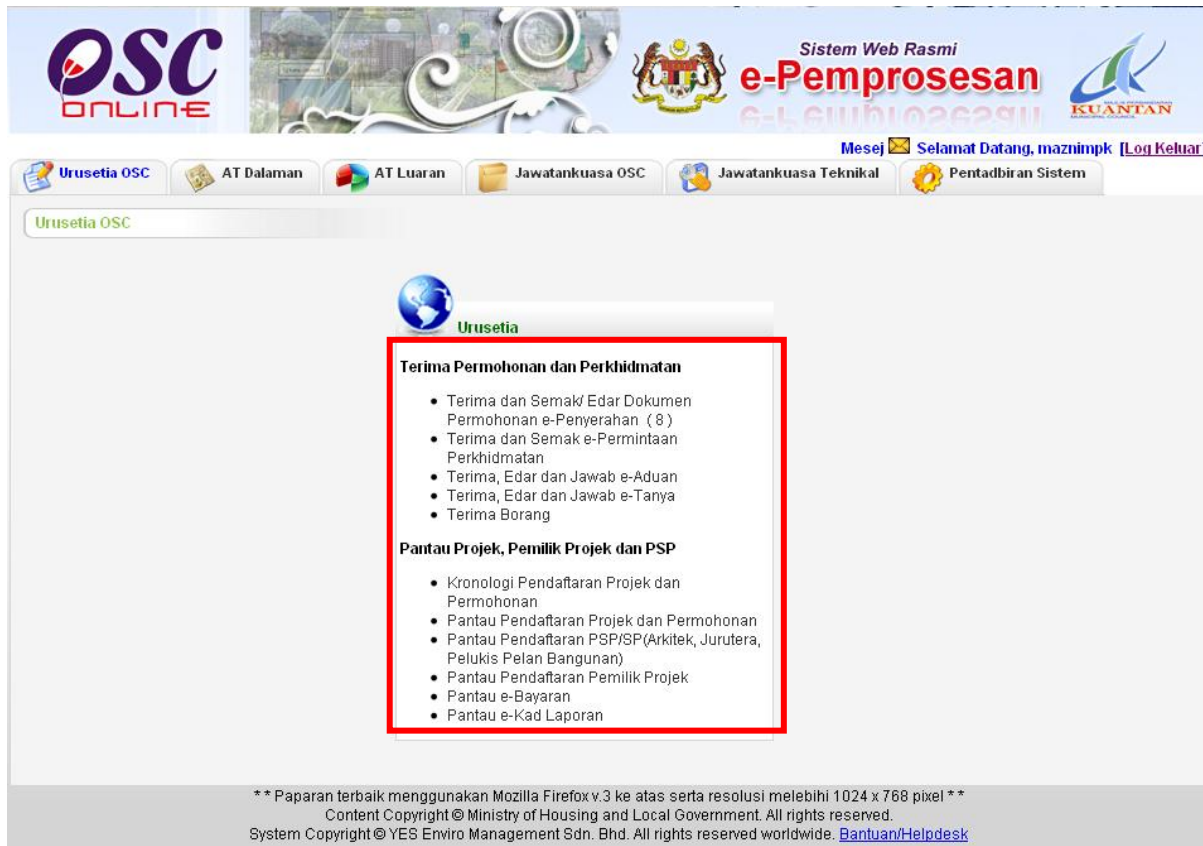 OSC
ONLINE
Sistem Web Rasmi
e-Pemprosesan
KUANTAN
Mesej Selamat Datang, maznimpk [Log Keluar]
Urusetia OSC AT Dalaman AT Luaran Jawatankuasa OSC Jawatankuasa Teknikal Pentadbiran Sistem
Urusetia OSC
Urusetia
Terima Permohonan dan Perkhidmatan
• Terima dan Semak/ Edar Dokumen
Permohonan e-Penyerahan ( 8 )
• Terima dan Semak e-Permintaan
Perkhidmatan
• Terima, Edar dan Jawab e-Aduan
• Terima, Edar dan Jawab e-Tanya
• Terima Borang
Pantau Projek, Pemilik Projek dan PSP
• Kronologi Pendaftaran Projek dan
Permohonan
• Pantau Pendaftaran Projek dan Permohonan
• Pantau Pendaftaran PSP/SP(Arkitek, Jurutera,
Pelukis Pelan Bangunan)
• Pantau Pendaftaran Pemilik Projek
• Pantau e-Bayaran
• Pantau e-Kad Laporan
* * Paparan terbaik menggunakan Mozilla Firefox v.3 ke atas serta resolusi melebihi 1024 x 768 pixel * *
Content Copyright © Ministry of Housing and Local Government. All rights reserved.
System Copyright © YES Enviro Management Sdn. Bhd. All rights reserved worldwide. Bantuan/Helpdesk